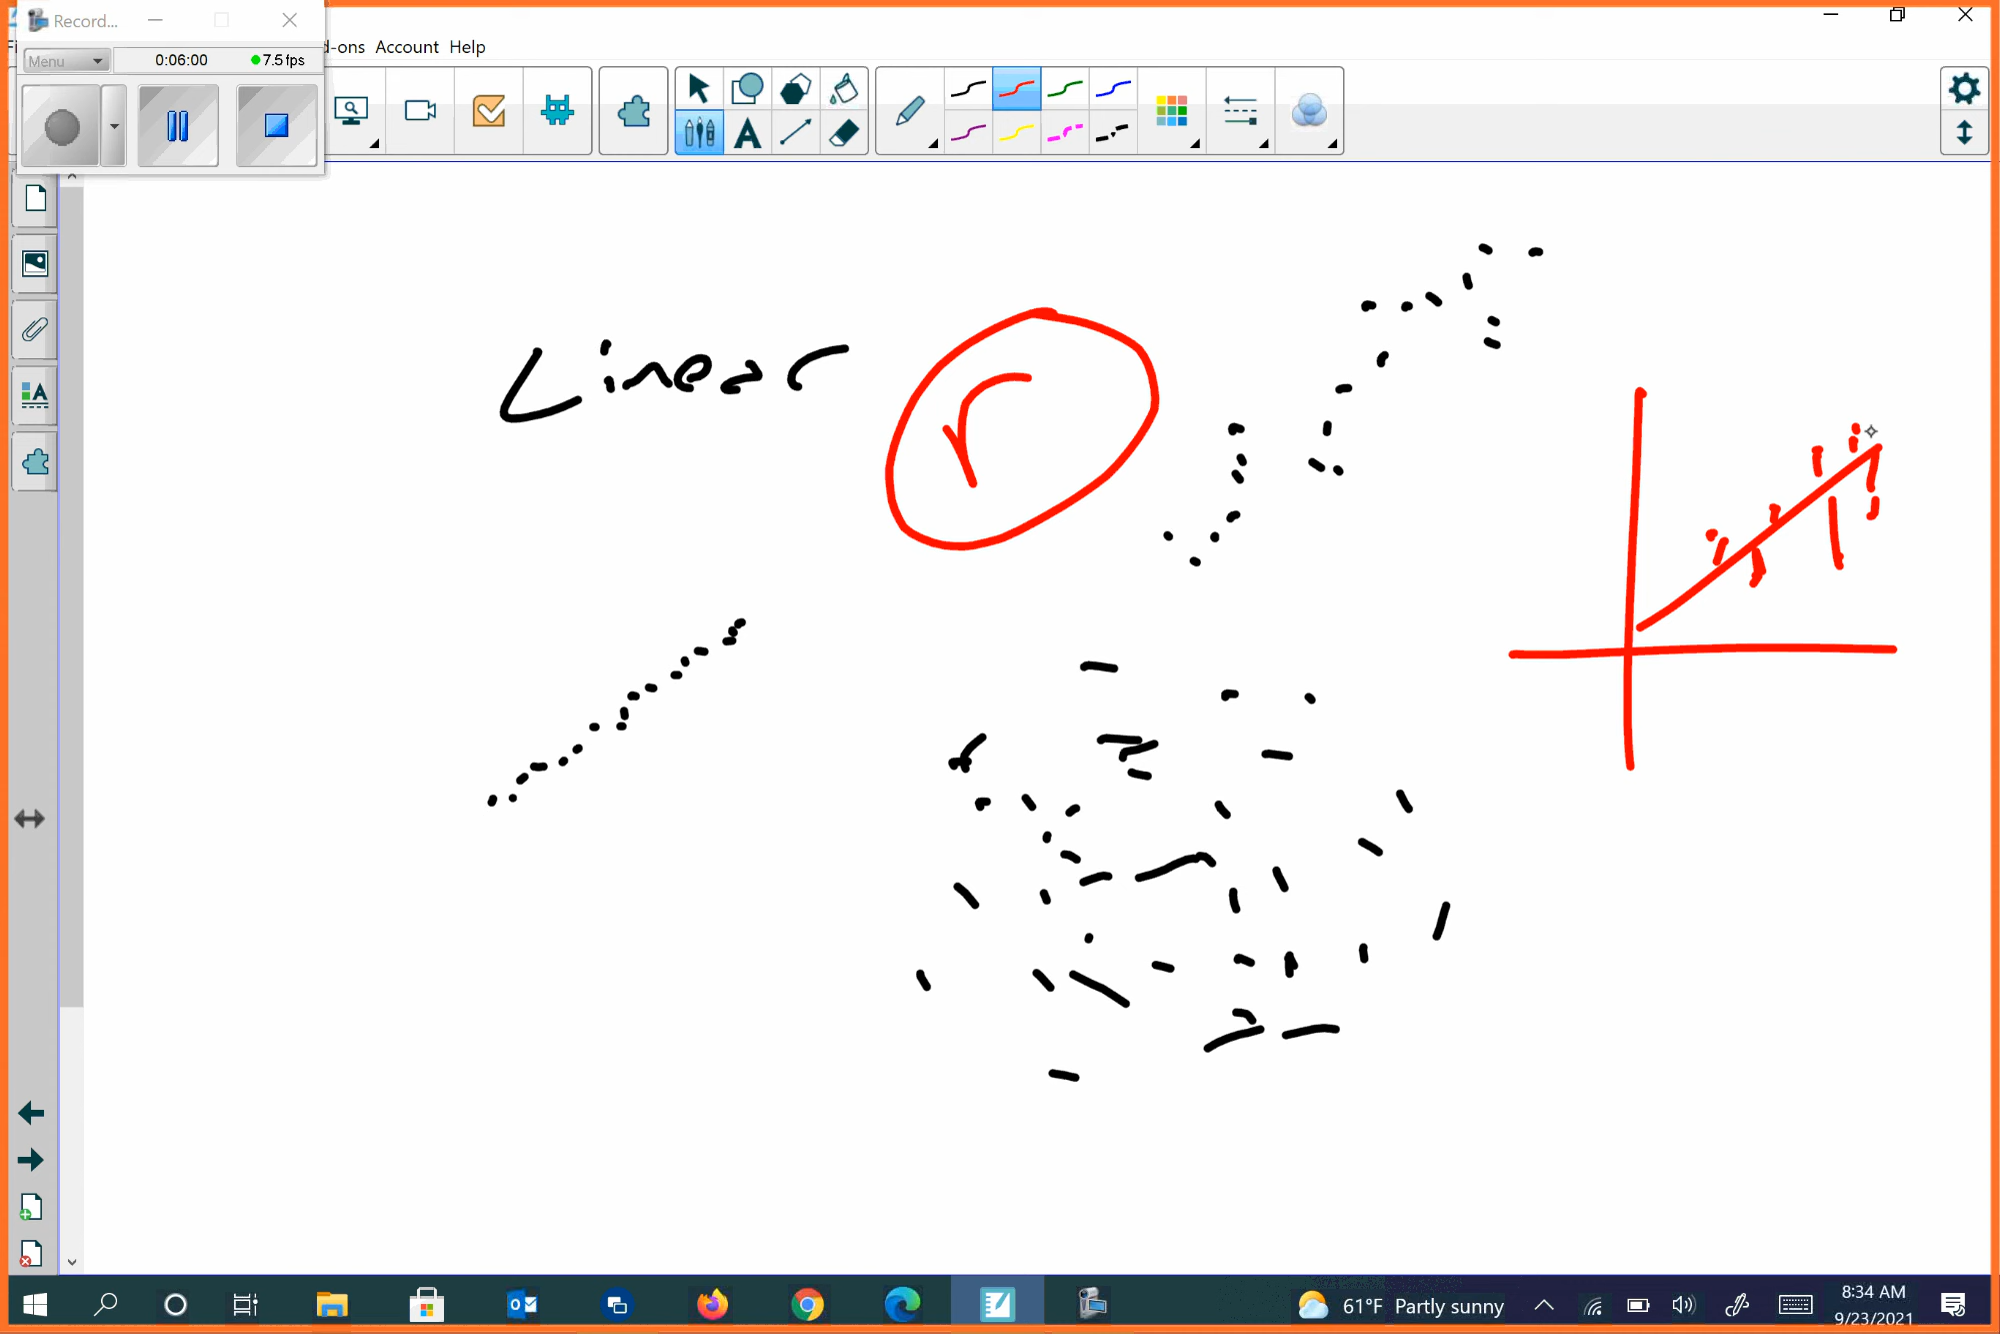 Record...
Menu
0:06:00
7.5 fps
d-ons Account Help
A
A
Linear
r
61°F Partly sunny
8:34 AM
9/23/2021